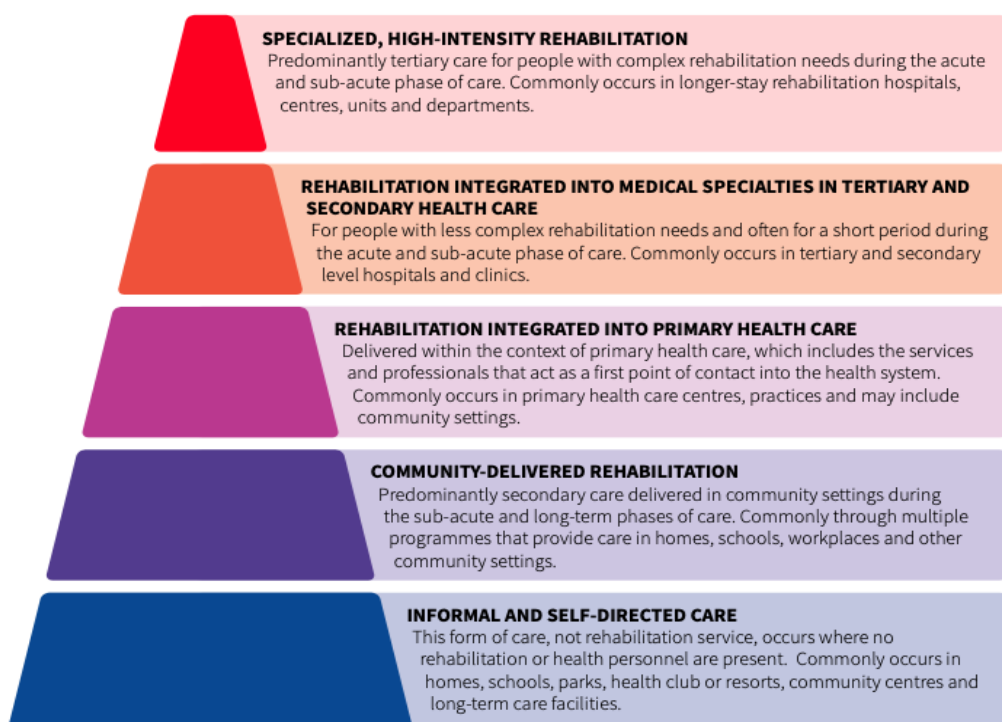 SPECIALIZED, HIGH-INTENSITY REHABILITATION
Predominantly tertiary care for people with complex rehabilitation needs during the acute
and sub-acute phase of care. Commonly occurs in longer-stay rehabilitation hospitals,
centres, units and departments.
REHABILITATION INTEGRATED INTO MEDICAL SPECIALTIES IN TERTIARY AND
SECONDARY HEALTH CARE
For people with less complex rehabilitation needs and often for a short period during
the acute and sub-acute phase of care. Commonly occurs in tertiary and secondary
level hospitals and clinics.
REHABILITATION INTEGRATED INTO PRIMARY HEALTH CARE
Delivered within the context of primary health care, which includes the services
and professionals that act as a first point of contact into the health system.
Commonly occurs in primary health care centres, practices and may include
community settings.
COMMUNITY-DELIVERED REHABILITATION
Predominantly secondary care delivered in community settings during
the sub-acute and long-term phases of care. Commonly through multiple
programmes that provide care in homes, schools, workplaces and other
community settings.
INFORMAL AND SELF-DIRECTED CARE
This form of care, not rehabilitation service, occurs where no
rehabilitation or health personnel are present. Commonly occurs in
homes, schools, parks, health club or resorts, community centres and
long-term care facilities.